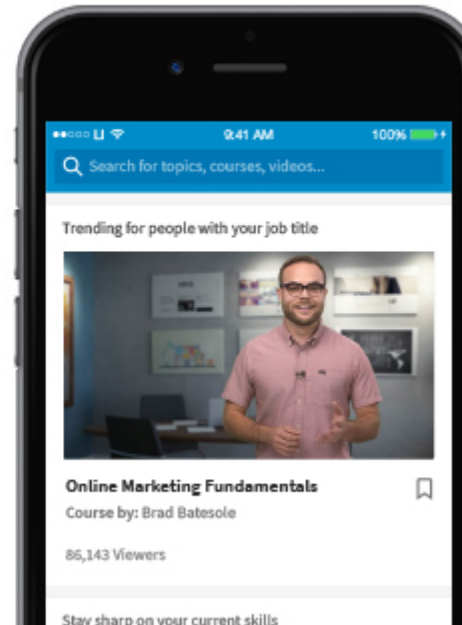 LI 9:41 AM 100%
Search for topics, courses, videos...
Trending for people with your job title
Online Marketing Fundamentals
Course by: Brad Batesole
86,143 Viewers
Stay sharp on your current skills